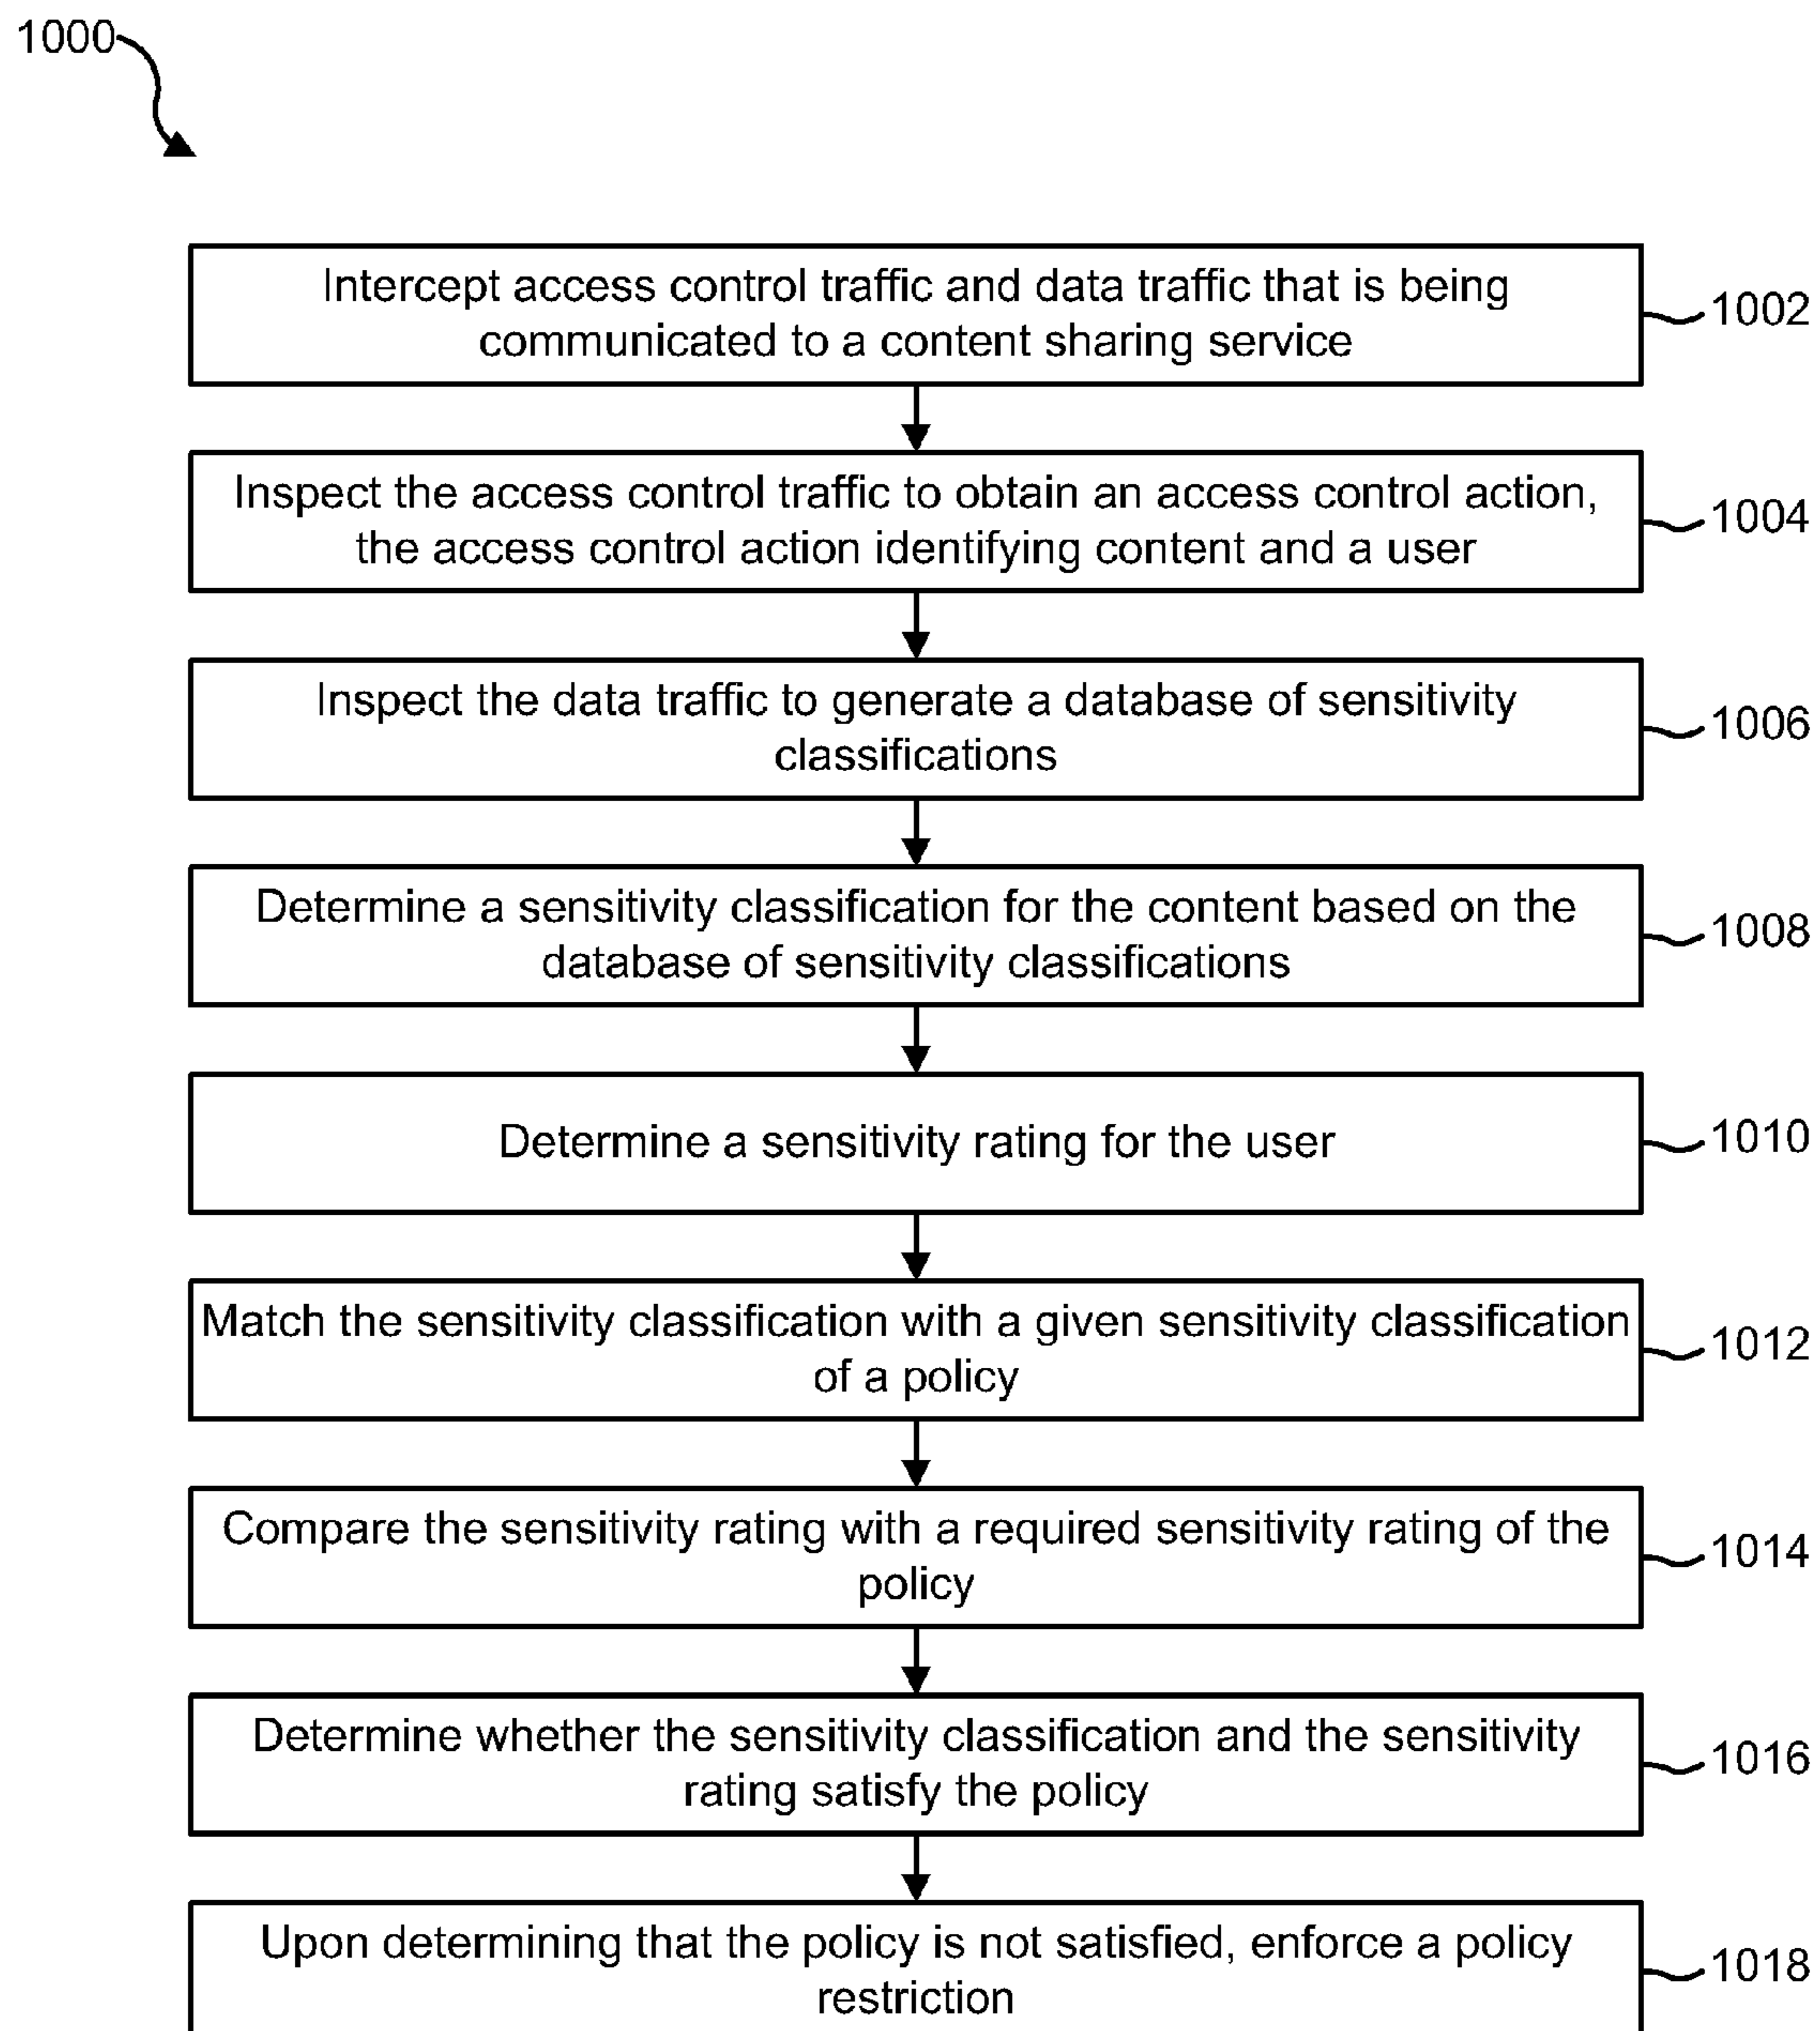 1000
Intercept access control traffic and data traffic that is being
communicated to a content sharing service
1002
Inspect the access control traffic to obtain an access control action,
the access control action identifying content and a user
1004
Inspect the data traffic to generate a database of sensitivity
classifications
1006
Determine a sensitivity classification for the content based on the
database of sensitivity classifications
1008
Determine a sensitivity rating for the user
1010
Match the sensitivity classification with a given sensitivity classification
of a policy
1012
Compare the sensitivity rating with a required sensitivity rating of the
policy
1014
Determine whether the sensitivity classification and the sensitivity
rating satisfy the policy
1016
Upon determining that the policy is not satisfied, enforce a policy
restriction
1018